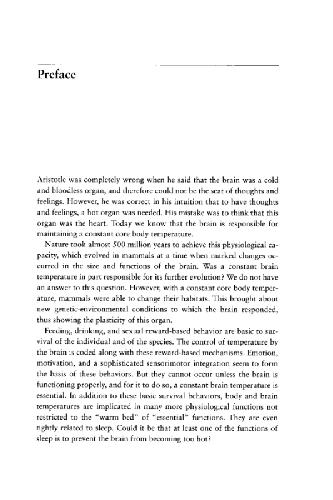 Preface
Aristotle was completely wrong when he said that the brain was a cold
and bloodless organ, and therefore could not be the seat of thoughts and
feelings. However, he was correct in his intuition that to have thoughts
and feelings, a hot organ was needed. His mistake was to think that this
organ was the heart. Today we know that the brain is responsible for
maintaining a constant core body temperature.
Nature took almost 500 million years to achieve this physiological ca-
pacity, which evolved in mammals at a time when marked changes oc-
curred in the size and functions of the brain. Was a constant brain
temperature in part responsible for its further evolution? We do not have
an answer to this question. However, with a constant core body temper-
ature, mammals were able to change their habitats. This brought about
new genetic-environmental conditions to which the brain responded,
thus showing the plasticity of this organ.
Feeding, drinking, and sexual reward-based behavior are basic to sur-
vival of the individual and of the species. The control of temperature by
the brain is coded along with these reward-based mechanisms. Emotion,
motivation, and a sophisticated sensorimotor integration seem to form
the basis of these behaviors. But they cannot occur unless the brain is
functioning properly, and for it to do so, a constant brain temperature is
essential. In addition to these basic survival behaviors, body and brain
temperatures are implicated in many more physiological functions not
restricted to the "warm bed" of "essential" functions. They are even
tightly related to sleep. Could it be that at least one of the functions of
sleep is to prevent the brain from becoming too hot?